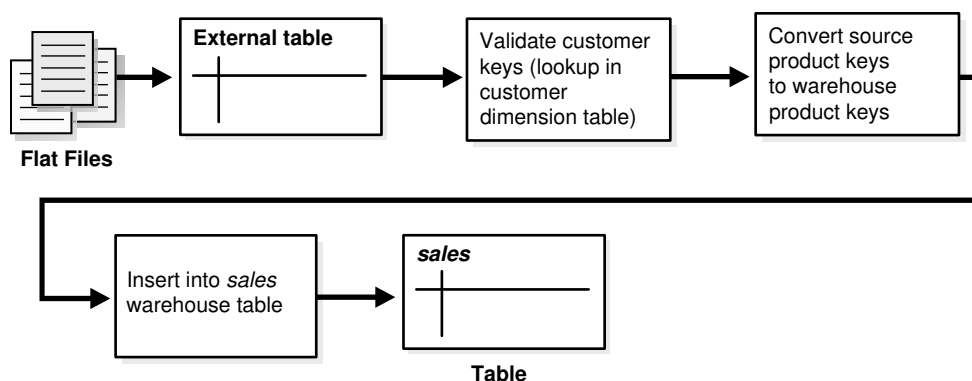 External table
Validate customer
keys (lookup in
customer
dimension table)
Convert source
product keys
to warehouse
product keys
Flat Files
Insert into sales
warehouse table
sales
Table